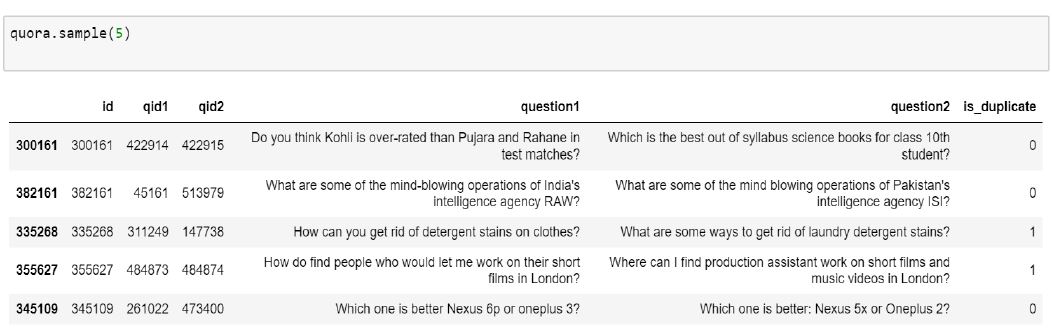 quora.sample(5)
id qid1 qid2 question1 question2 is_duplicate
300161 300161 422914 422915 Do you think Kohli is over-rated than Pujara and Rahane in test matches? Which is the best out of syllabus science books for class 10th student? 0
382161 382161 45161 513979 What are some of the mind-blowing operations of India's intelligence agency RAW? What are some of the mind blowing operations of Pakistan's intelligence agency ISI? 0
335268 335268 311249 147738 How can you get rid of detergent stains on clothes? What are some ways to get rid of laundry detergent stains? 1
355627 355627 484873 484874 How do find people who would let me work on their short films in London? Where can I find production assistant work on short films and music videos in London? 1
345109 345109 261022 473400 Which one is better Nexus 6p or oneplus 3? Which one is better: Nexus 5x or Oneplus 2? 0